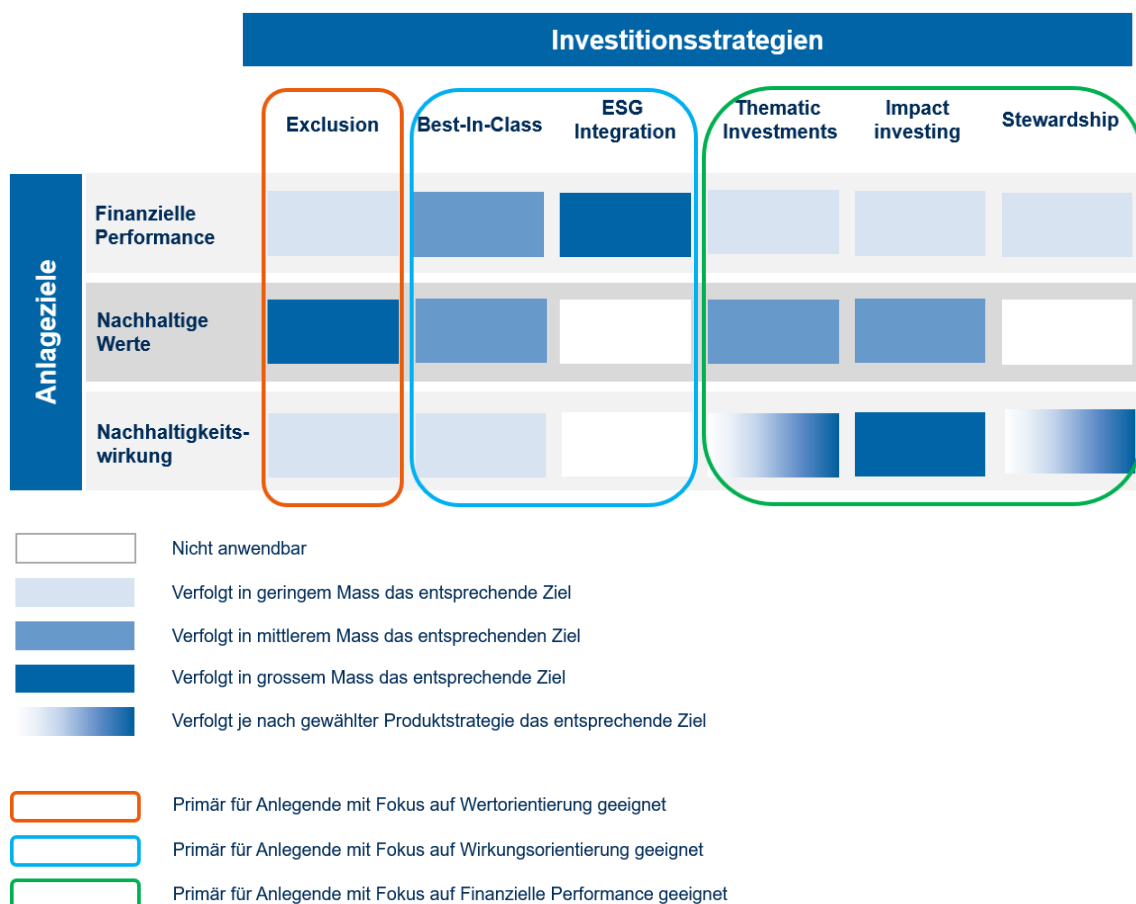 Investitionsstrategien
Exclusion
Best-In-Class
ESG
Integration
Thematic
Investments
Impact
investing
Stewardship
Anlageziele
Finanzielle
Performance
Nachhaltige
Werte
Nachhaltigkeits-
wirkung
Nicht anwendbar
Verfolgt in geringem Mass das entsprechende Ziel
Verfolgt in mittlerem Mass das entsprechenden Ziel
Verfolgt in grossem Mass das entsprechende Ziel
Verfolgt je nach gewählter Produktstrategie das entsprechende Ziel
Primär für Anlegende mit Fokus auf Wertorientierung geeignet
Primär für Anlegende mit Fokus auf Wirkungsorientierung geeignet
Primär für Anlegende mit Fokus auf Finanzielle Performance geeignet